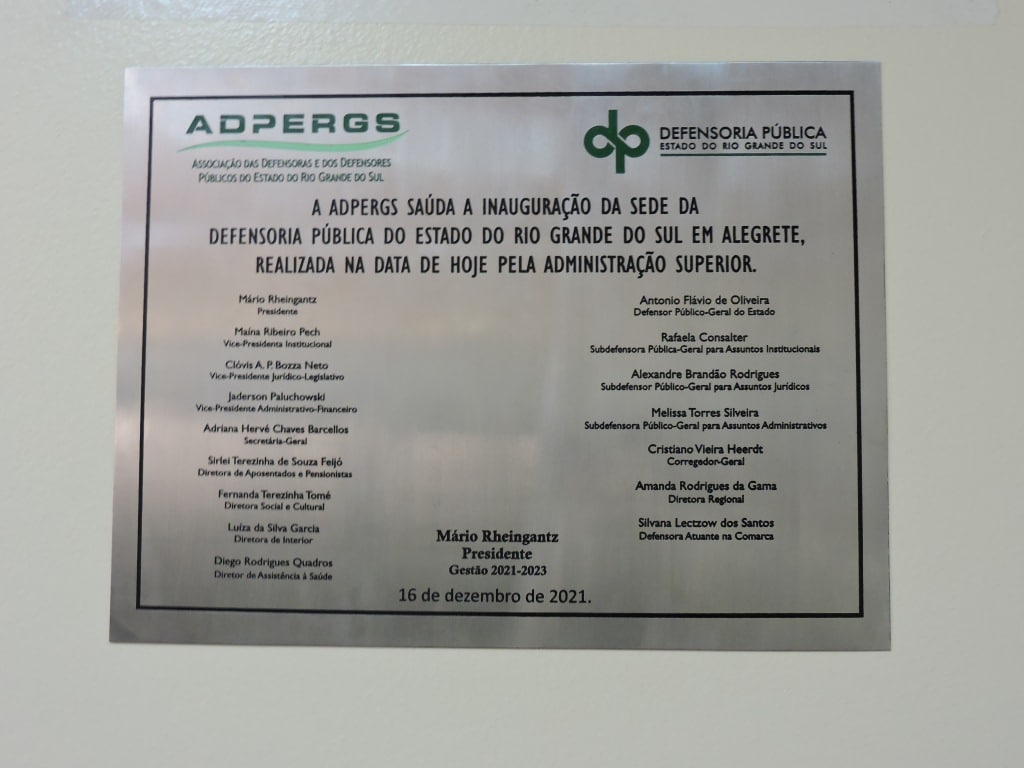 ADPERGS
ASSOCIAÇÃO DAS DEFENSORAS E DOS DEFENSORES
PÚBLICOS DO ESTADO DO RIO GRANDE DO SUL
dp
DEFENSORIA PÚBLICA
ESTADO DO RIO GRANDE DO SUL
A ADPERGS SAÚDA A INAUGURAÇÃO DA SEDE DA
DEFENSORIA PÚBLICA DO ESTADO DO RIO GRANDE DO SUL EM ALEGRETE,
REALIZADA NA DATA DE HOJE PELA ADMINISTRAÇÃO SUPERIOR.
Mário Rheingantz
Presidente
Maína Ribeiro Pech
Vice-Presidenta Institucional
Clóvis A. P. Bozza Neto
Vice-Presidente Jurídico-Legislativo
Jaderson Paluchowski
Vice-Presidente Administrativo-Financeiro
Adriana Hervé Chaves Barcellos
Secretária-Geral
Sirlei Terezinha de Souza Feijó
Diretora de Aposentados e Pensionistas
Fernanda Terezinha Tomé
Diretora Social e Cultural
Luíza da Silva Garcia
Diretora de Interior
Diego Rodrigues Quadros
Diretor de Assistência à Saúde
Antonio Flávio de Oliveira
Defensor Público-Geral do Estado
Rafaela Consalter
Subdefensora Pública-Geral para Assuntos Institucionais
Alexandre Brandão Rodrigues
Subdefensor Público-Geral para Assuntos Jurídicos
Melissa Torres Silveira
Subdefensora Público-Geral para Assuntos Administrativos
Cristiano Vieira Heerdt
Corregedor-Geral
Amanda Rodrigues da Gama
Diretora Regional
Silvana Lectzow dos Santos
Defensora Atuante na Comarca
Mário Rheingantz
Presidente
Gestão 2021-2023
16 de dezembro de 2021.